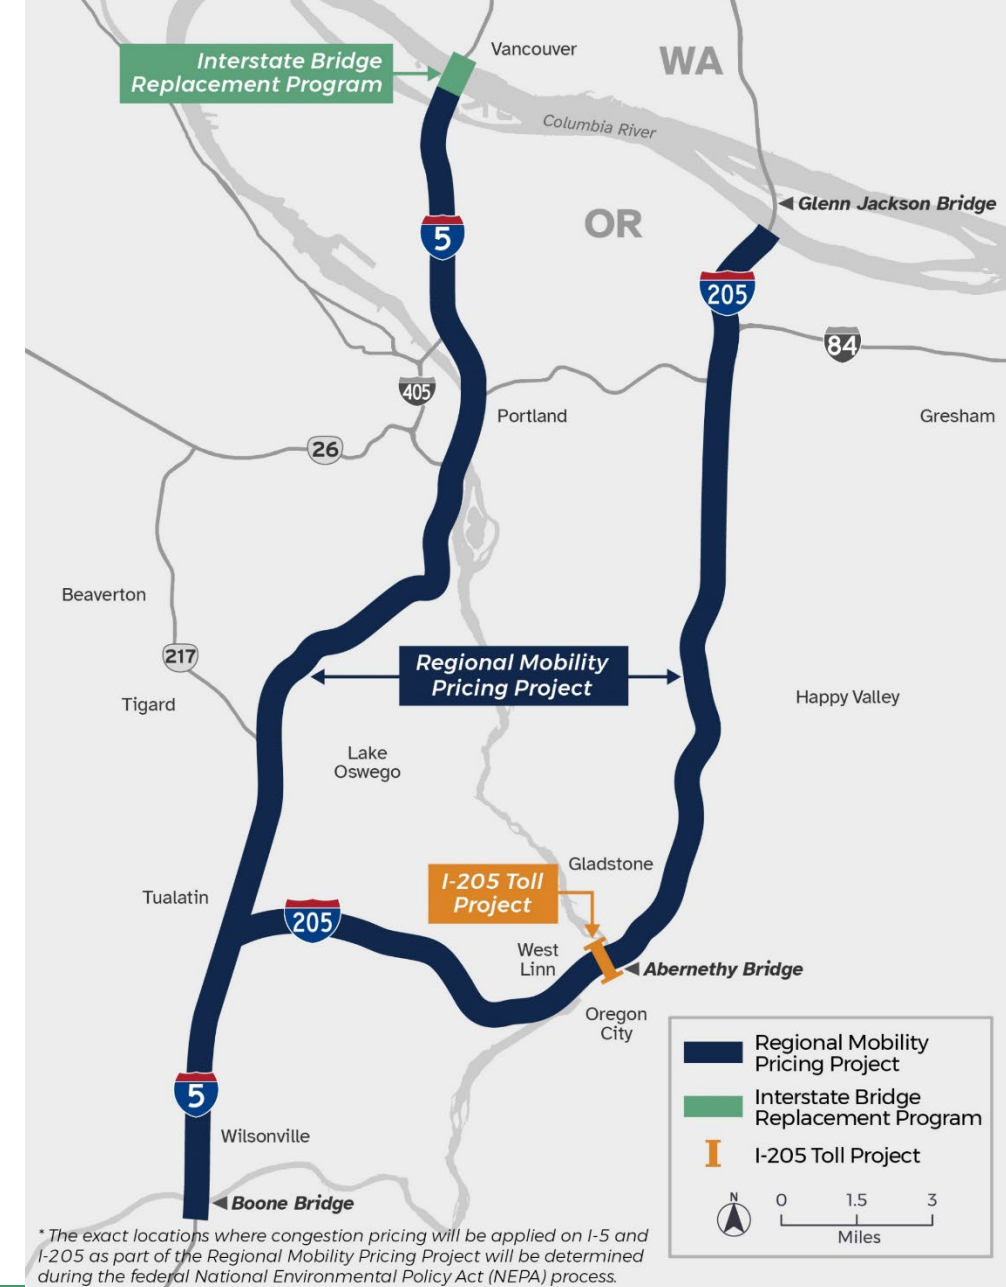 Interstate Bridge
Replacement Program
Vancouver
WA
Columbia River
Glenn Jackson Bridge
OR
5
205
84
405
Portland
Gresham
26
Beaverton
217
Regional Mobility
Pricing Project
Tigard
Happy Valley
Lake
Oswego
Gladstone
I-205 Toll
Project
Tualatin
205
West
Linn
Abernethy Bridge
Oregon
City
5
Wilsonville
Boone Bridge
Regional Mobility
Pricing Project
Interstate Bridge
Replacement Program
I-205 Toll Project
N
0 1.5 3
Miles
* The exact locations where congestion pricing will be applied on I-5 and
I-205 as part of the Regional Mobility Pricing Project will be determined
during the federal National Environmental Policy Act (NEPA) process.